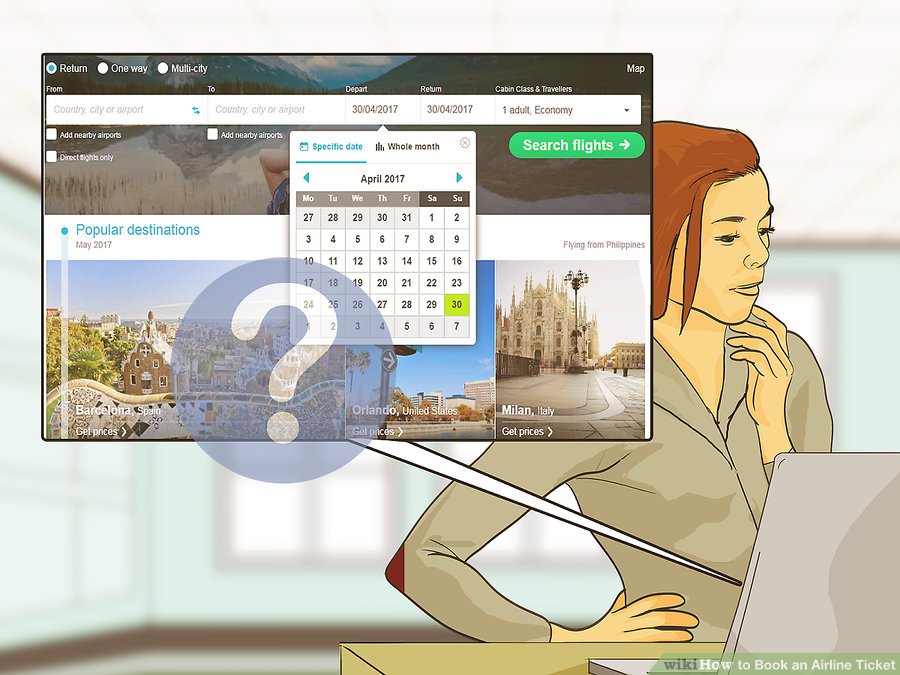 Return One way Multi-city Map
From To Depart Return Cabin Class & Travellers
Country, city or airport Country, city or airport 30/04/2017 30/04/2017 1 adult, Economy
Add nearby airports Add nearby airports
Direct flights only
Search flights
Specific date Whole month
April 2017
Mo Tu We Th Fr Sa Su
27 28 29 30 31 1 2
3 4 5 6 7 8 9
10 11 12 13 14 15 16
17 18 19 20 21 22 23
24 25 26 27 28 29 30
1 2 3 4 5 6 7
Popular destinations
May 2017
Flying from Philippines
?
Barcelona, Spain
Get prices
Orlando, United States
Get prices
Milan, Italy
Get prices
wikiHow to Book an Airline Ticket